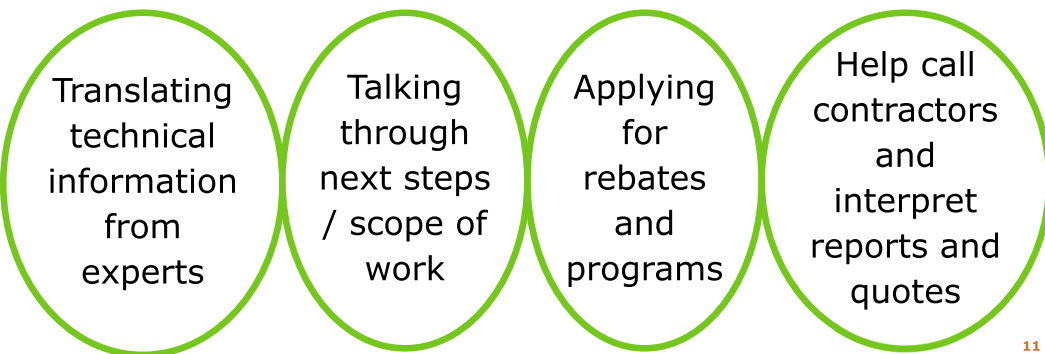 Translating
technical
information
from
experts
Talking
through
next steps
/ scope of
work
Applying
for
rebates
and
programs
Help call
contractors
and
interpret
reports and
quotes
11